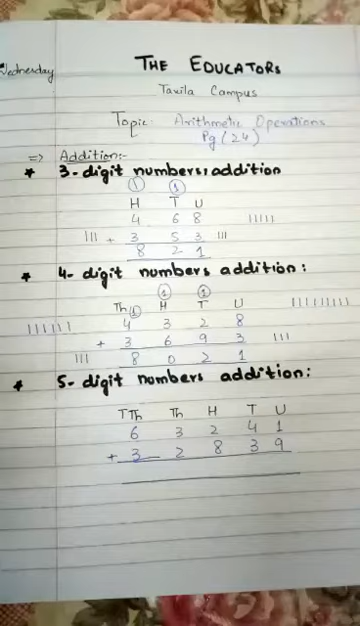 Wednesday
THE EDUCATORS
Taxila Campus
Topic: Arithmetic Operations
Pg (24)
=> Addition:-
* 3-digit numbers addition
1 1
H T U
4 6 8 |||||
||| + 3 5 3 |||
8 2 1
* 4-digit numbers addition:
1 1
Th 1 H T U |||||||||
||||||| 4 3 2 8
+ 3 6 9 3 |||
||| 8 0 2 1
* 5-digit numbers addition:
TTh Th H T U
6 3 2 4 1
+ 3 2 8 3 9